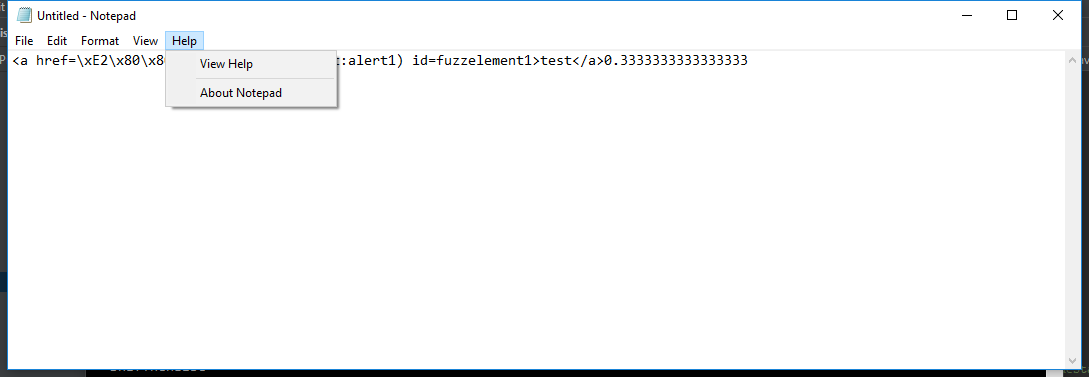 Untitled - Notepad
File Edit Format View Help
<a href=\xE2\x80\x8 :alert1) id=fuzzelement1>test</a>0.3333333333333333
View Help
About Notepad